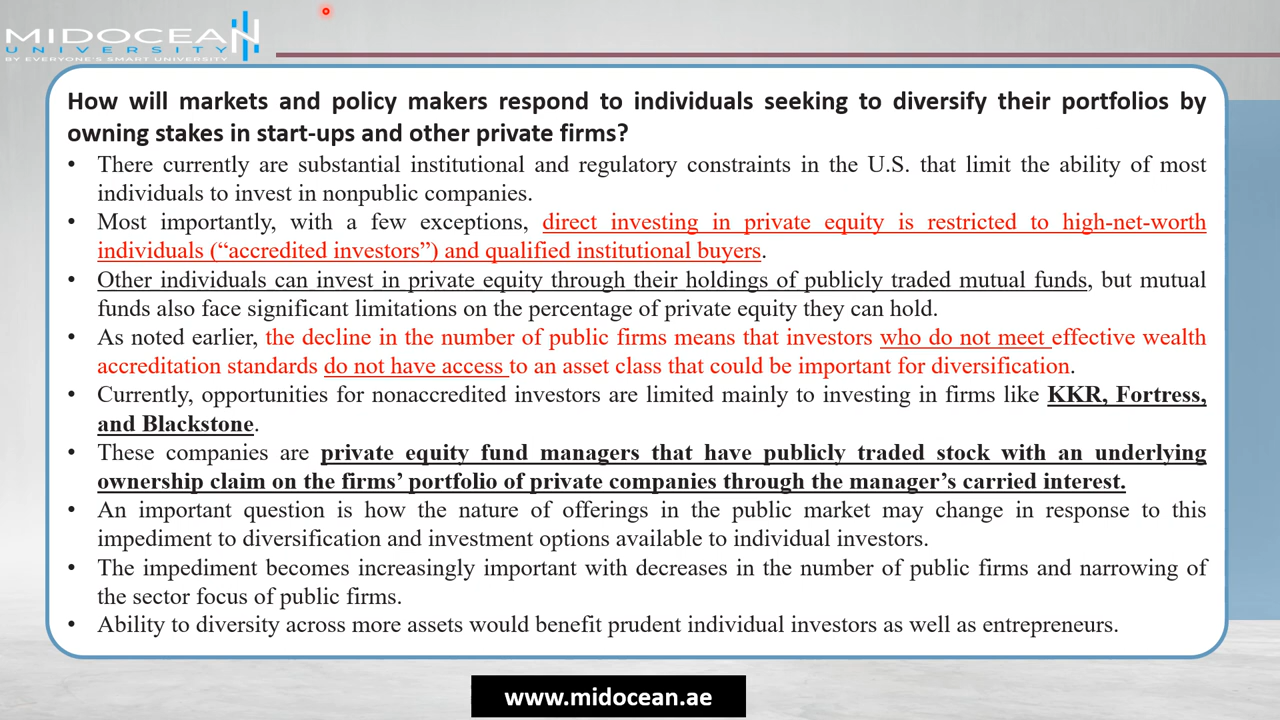 MIDOCEAN
UNIVERSITY
BY EVERYONE'S SMART UNIVERSITY
How will markets and policy makers respond to individuals seeking to diversify their portfolios by
owning stakes in start-ups and other private firms?
• There currently are substantial institutional and regulatory constraints in the U.S. that limit the ability of most
individuals to invest in nonpublic companies.
• Most importantly, with a few exceptions, direct investing in private equity is restricted to high-net-worth
individuals (“accredited investors”) and qualified institutional buyers.
• Other individuals can invest in private equity through their holdings of publicly traded mutual funds, but mutual
funds also face significant limitations on the percentage of private equity they can hold.
• As noted earlier, the decline in the number of public firms means that investors who do not meet effective wealth
accreditation standards do not have access to an asset class that could be important for diversification.
• Currently, opportunities for nonaccredited investors are limited mainly to investing in firms like KKR, Fortress,
and Blackstone.
• These companies are private equity fund managers that have publicly traded stock with an underlying
ownership claim on the firms’ portfolio of private companies through the manager’s carried interest.
• An important question is how the nature of offerings in the public market may change in response to this
impediment to diversification and investment options available to individual investors.
• The impediment becomes increasingly important with decreases in the number of public firms and narrowing of
the sector focus of public firms.
• Ability to diversity across more assets would benefit prudent individual investors as well as entrepreneurs.
www.midocean.ae